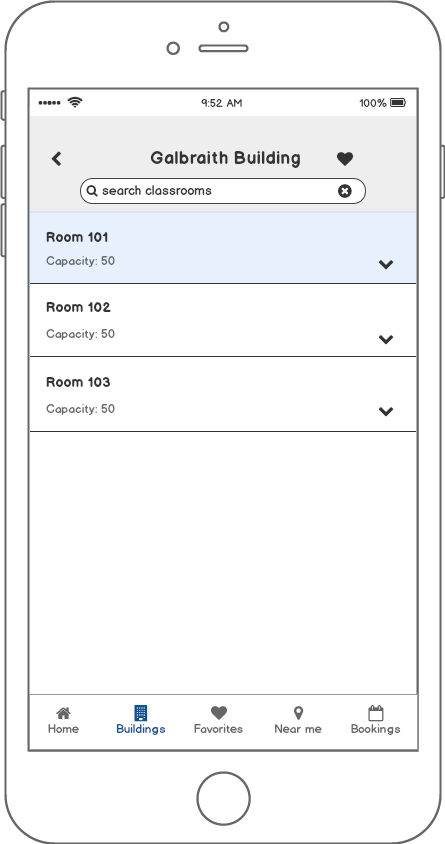 9:52 AM 100%
Galbraith Building
search classrooms
Room 101
Capacity: 50
Room 102
Capacity: 50
Room 103
Capacity: 50
Home Buildings Favorites Near me Bookings